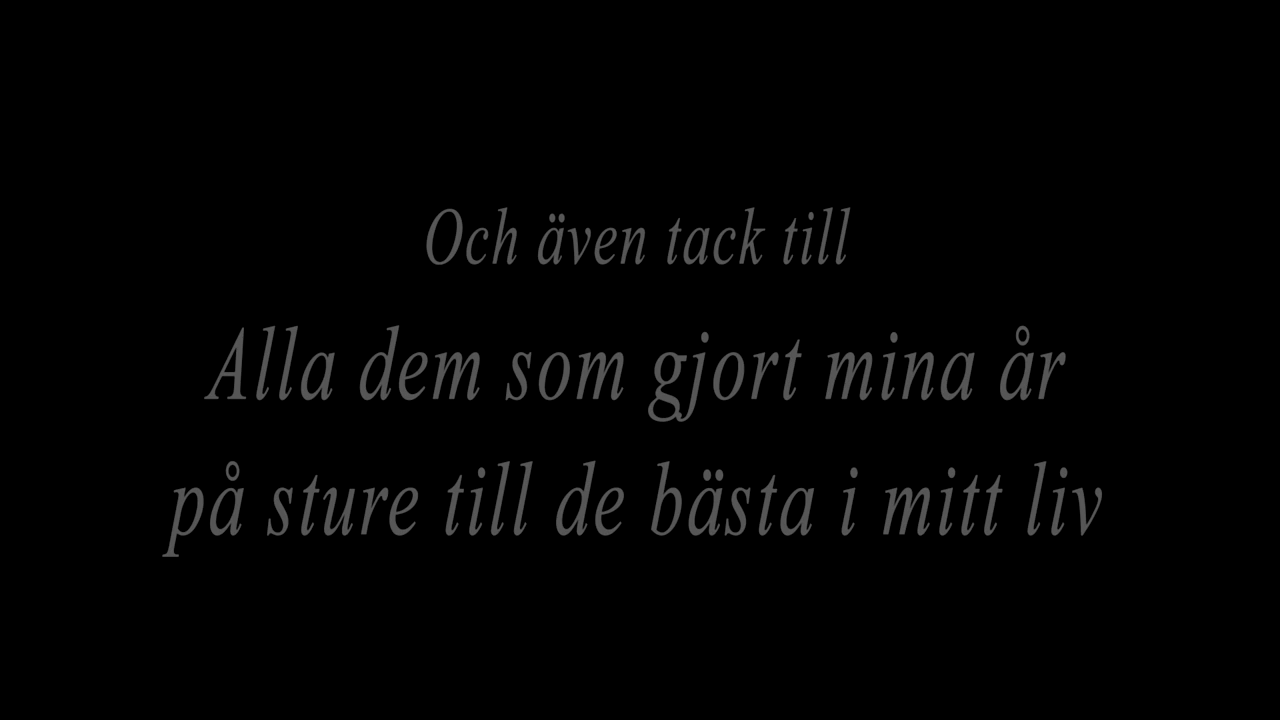 Och även tack till
Alla dem som gjort mina år
på sture till de bästa i mitt liv